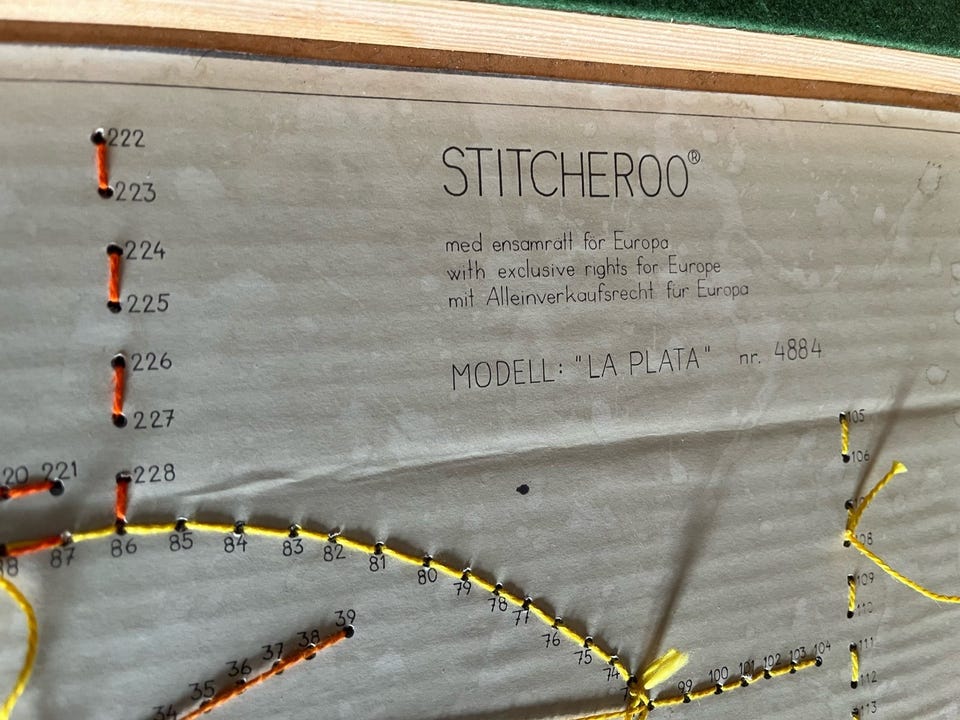 222
STITCHEROO®
223
med ensamrätt för Europa
224
with exclusive rights for Europe
225
mit Alleinverkaufsrecht für Europa
226
MODELL: "LA PLATA" nr. 4884
227
105
106
228
20 221
108
88 87 86 85 84 83 82 81 80 79 78 77 76 75 74
109
110
111
112
113
34 35 36 37 38 39
99 100 101 102 103 104